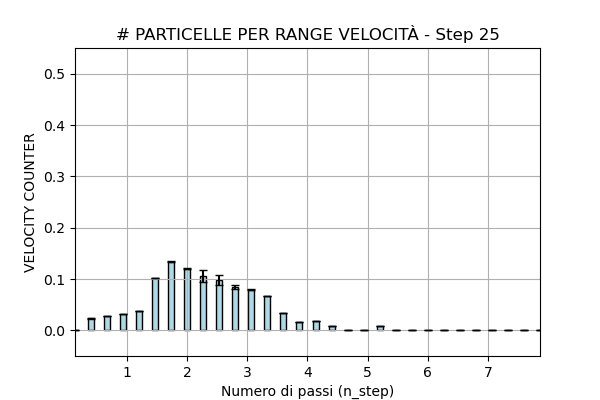 # PARTICELLE PER RANGE VELOCITÀ - Step 25
0.5
0.4
0.3
0.2
0.1
0.0
VELOCITY COUNTER
1 2 3 4 5 6 7
Numero di passi (n_step)